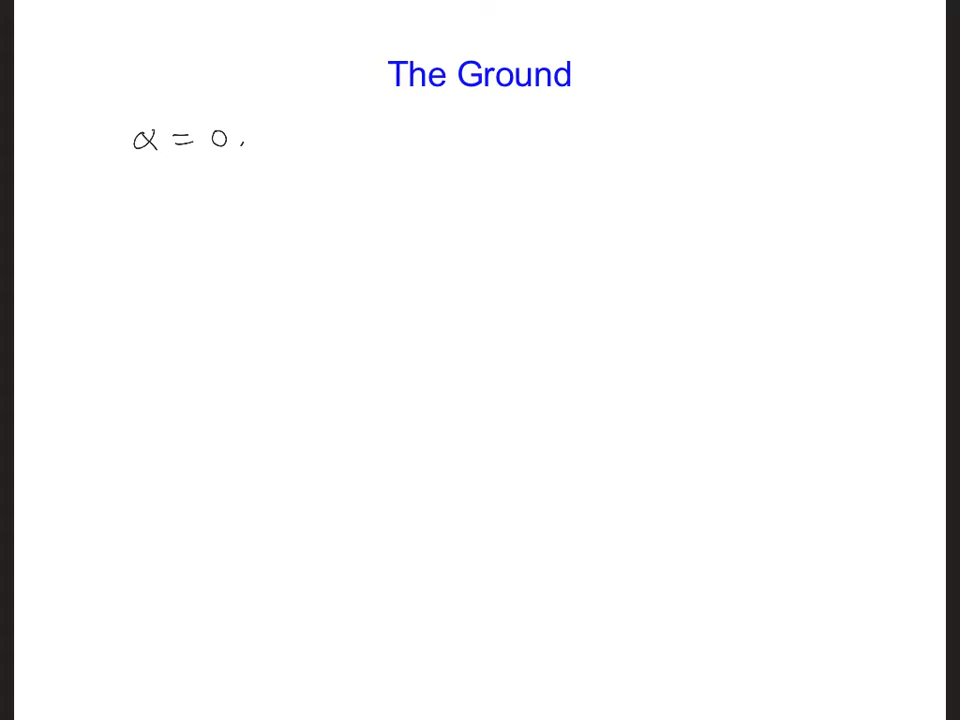 The Ground
α = 0.